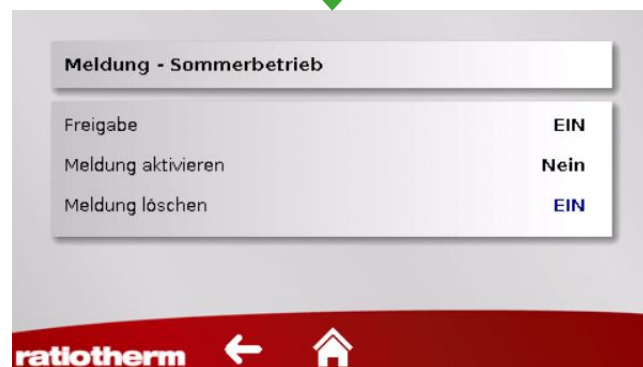 Meldung - Sommerbetrieb
Freigabe EIN
Meldung aktivieren Nein
Meldung löschen EIN
ratiotherm